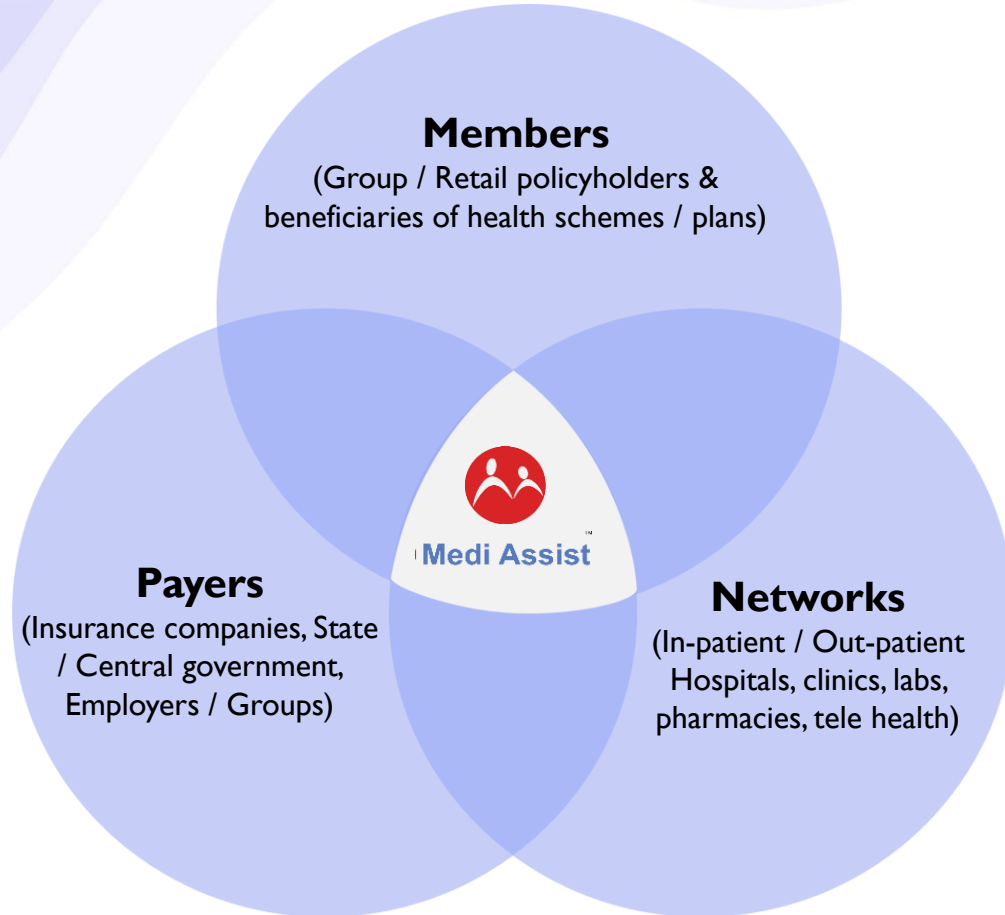 Members
(Group / Retail policyholders &
beneficiaries of health schemes / plans)
Medi Assist™
Payers
(Insurance companies, State
/ Central government,
Employers / Groups)
Networks
(In-patient / Out-patient
Hospitals, clinics, labs,
pharmacies, tele health)